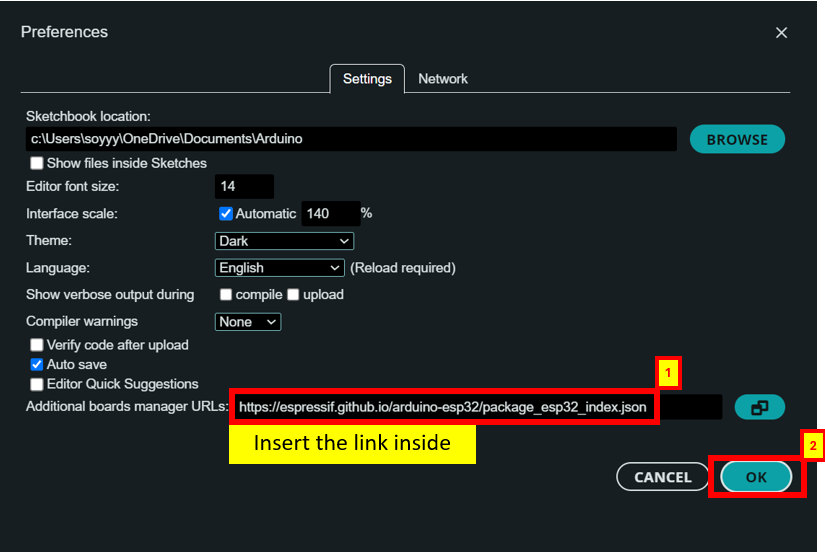 Preferences
Settings Network
Sketchbook location:
c:\Users\soyyy\OneDrive\Documents\Arduino BROWSE
Show files inside Sketches
Editor font size: 14
Interface scale: Automatic 140 %
Theme: Dark
Language: English (Reload required)
Show verbose output during compile upload
Compiler warnings None
Verify code after upload
Auto save
Editor Quick Suggestions
1
Additional boards manager URLs: https://espressif.github.io/arduino-esp32/package_esp32_index.json
Insert the link inside
2
CANCEL OK